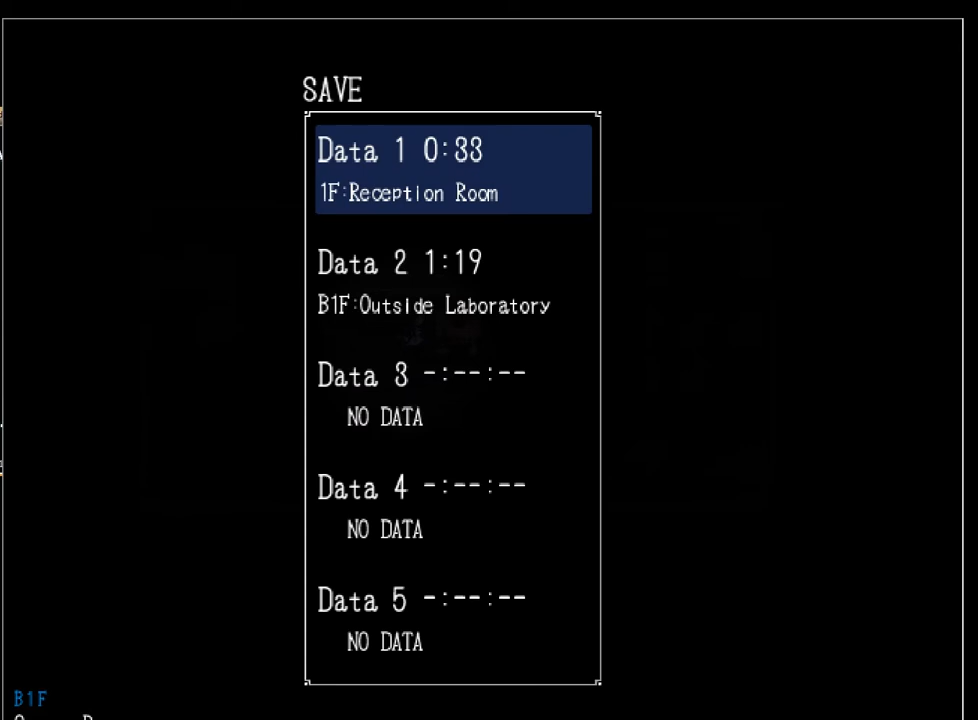 SAVE
Data 1 0:33
1F:Reception Room
Data 2 1:19
B1F:Outside Laboratory
Data 3 -:--:--
NO DATA
Data 4 -:--:--
NO DATA
Data 5 -:--:--
NO DATA
B1F